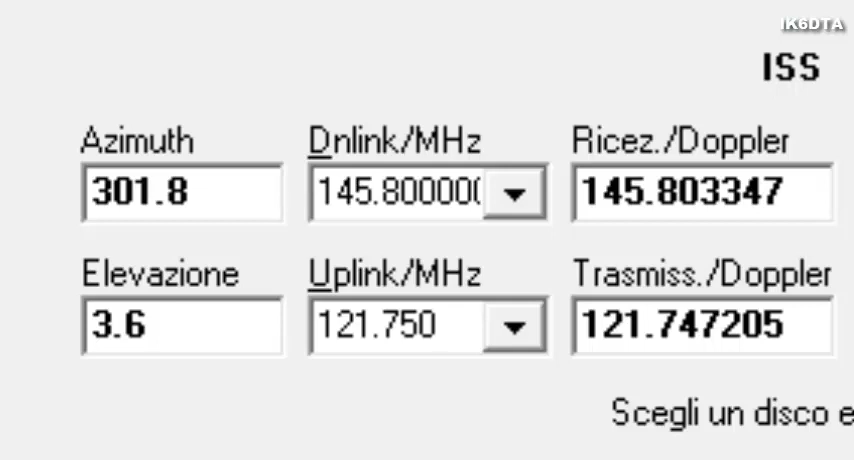 IK6DTA
ISS
Azimuth Dnlink/MHz Ricez./Doppler
301.8 145.800000 145.803347
Elevazione Uplink/MHz Trasmiss./Doppler
3.6 121.750 121.747205
Scegli un disco e